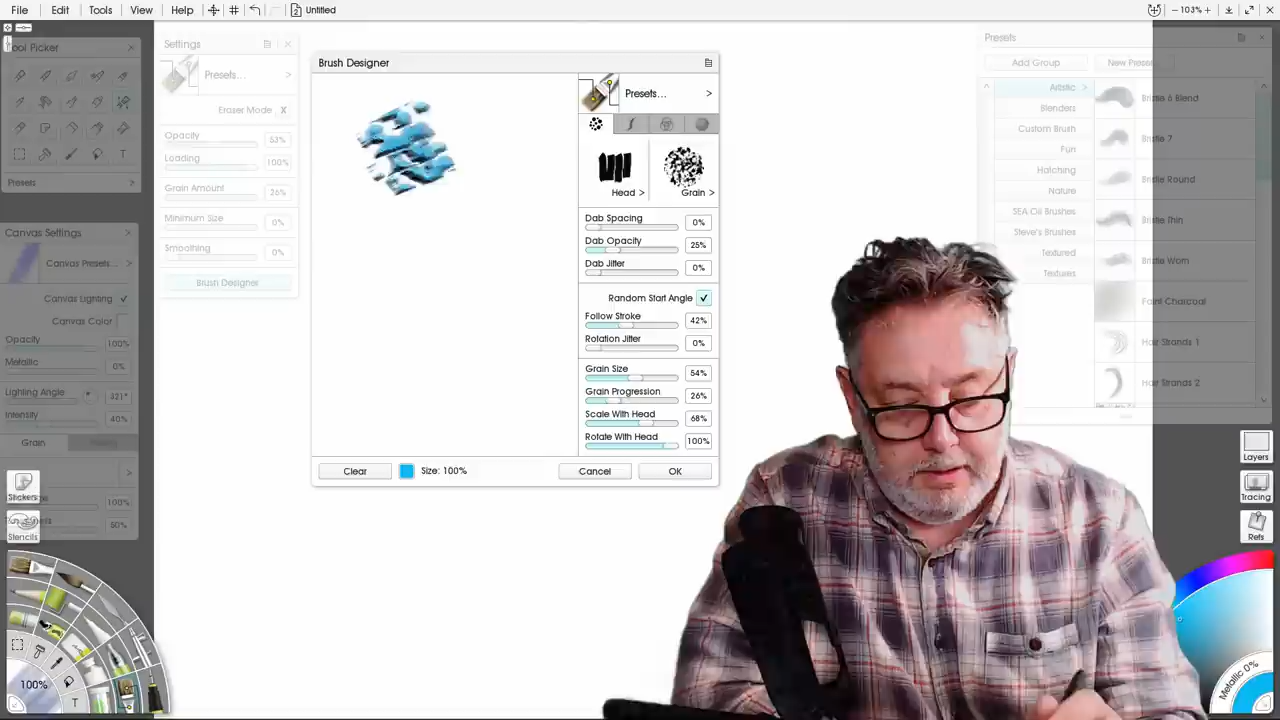 File Edit Tools View Help 2 Untitled
103%
Tool Picker
Presets
Canvas Settings
Canvas Presets...
Canvas Lighting
Canvas Color
Opacity 100%
Metallic 0%
Lighting Angle 321°
Intensity 40%
Grain
Stickers
100%
Stencils
50%
100%
T
Settings
Presets...
Eraser Mode
Opacity 53%
Loading 100%
Grain Amount 26%
Minimum Size 0%
Smoothing 0%
Brush Designer
Brush Designer
Presets...
Head > Grain >
Dab Spacing 0%
Dab Opacity 25%
Dab Jitter 0%
Random Start Angle
Follow Stroke 42%
Rotation Jitter 0%
Grain Size 54%
Grain Progression 26%
Scale With Head 68%
Rotate With Head 100%
Clear Size: 100% Cancel OK
Presets
Add Group New Preset
Artistic
Blenders
Custom Brush
Fun
Hatching
Nature
SEA Oil Brushes
Steve's Brushes
Textured
Textures
Bristle 6 Blend
Bristle 7
Bristle Round
Bristle Thin
Bristle Worn
Faint Charcoal
Hair Strands 1
Hair Strands 2
Layers
Tracing
Refs
Metallic 0%